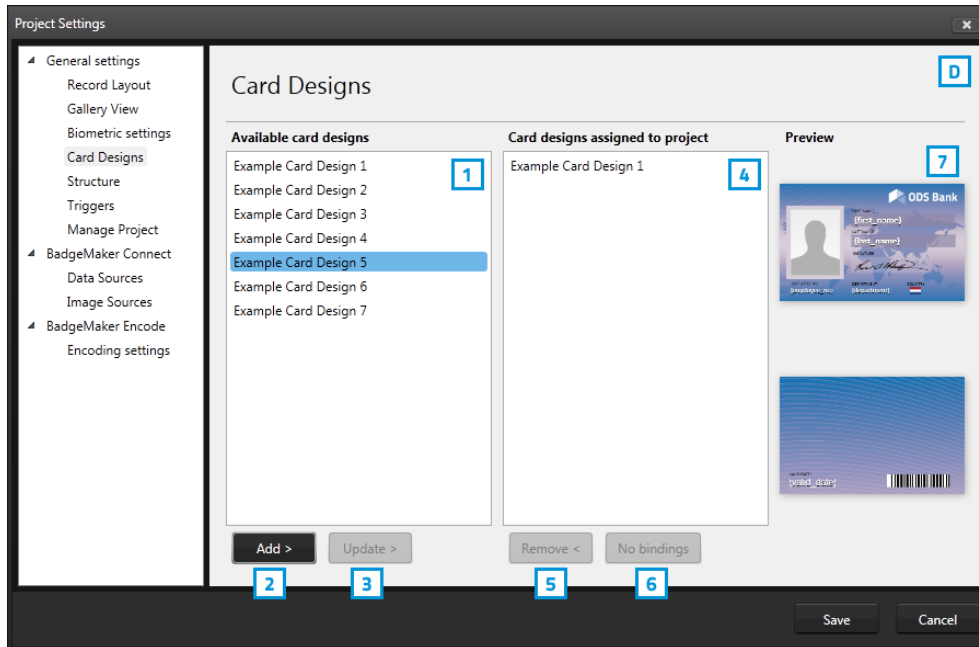 Project Settings
General settings
Record Layout
Gallery View
Biometric settings
Card Designs
Structure
Triggers
Manage Project
BadgeMaker Connect
Data Sources
Image Sources
BadgeMaker Encode
Encoding settings
Card Designs
D
Available card designs
Example Card Design 1
Example Card Design 2
Example Card Design 3
Example Card Design 4
Example Card Design 5
Example Card Design 6
Example Card Design 7
1
Add >
Update >
2
3
Card designs assigned to project
Example Card Design 1
4
Remove <
No bindings
5
6
Preview
7
ODS Bank
{first_name}
{last_name}
{employee_no}
{department}
{valid_date}
Save
Cancel